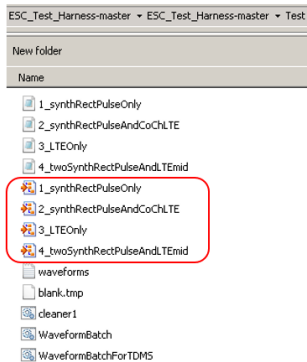 ESC_Test_Harness-master ▾ ESC_Test_Harness-master ▾ Test
New folder
Name
1_synthRectPulseOnly
2_synthRectPulseAndCoChLTE
3_LTEOnly
4_twoSynthRectPulseAndLTEmid
1_synthRectPulseOnly
2_synthRectPulseAndCoChLTE
3_LTEOnly
4_twoSynthRectPulseAndLTEmid
waveforms
blank.tmp
cleaner1
WaveformBatch
WaveformBatchForTDMS